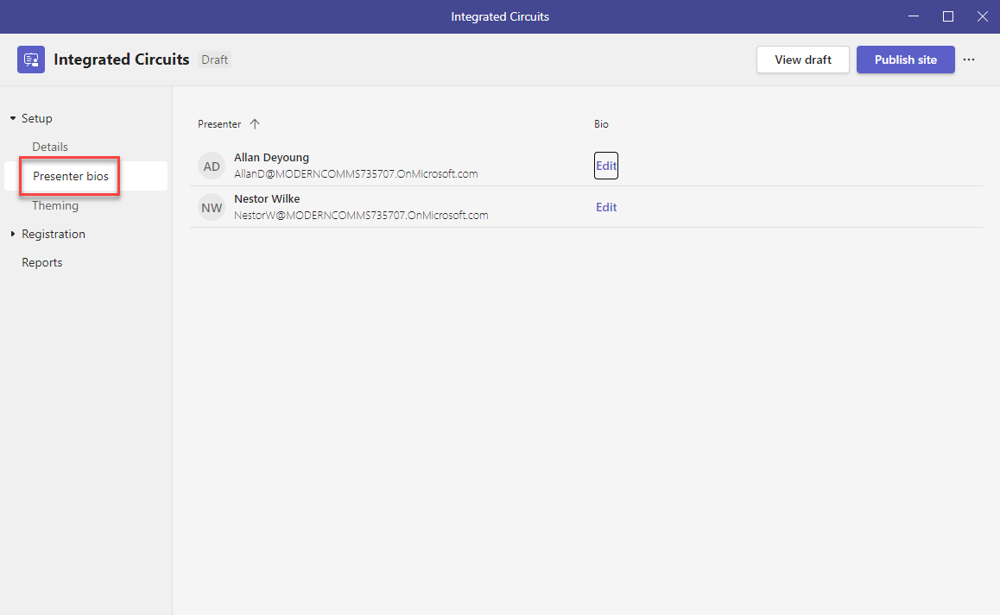 Integrated Circuits
Integrated Circuits Draft View draft Publish site
Setup
Details
Presenter bios
Theming
Registration
Reports
Presenter Bio
AD Allan Deyoung Edit
AllanD@MODERNCOMMS735707.OnMicrosoft.com
NW Nestor Wilke Edit
NestorW@MODERNCOMMS735707.OnMicrosoft.com